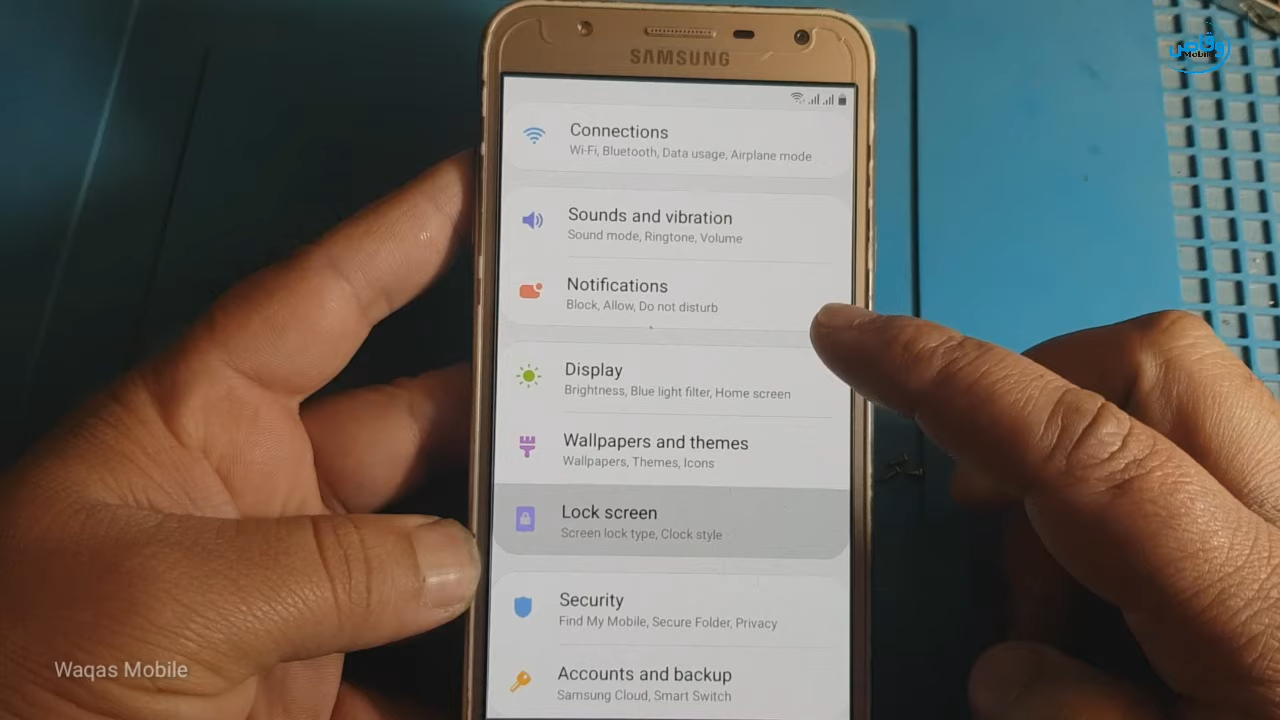 وقاص
Mobile
SAMSUNG
Connections
Wi-Fi, Bluetooth, Data usage, Airplane mode
Sounds and vibration
Sound mode, Ringtone, Volume
Notifications
Block, Allow, Do not disturb
Display
Brightness, Blue light filter, Home screen
Wallpapers and themes
Wallpapers, Themes, Icons
Lock screen
Screen lock type, Clock style
Security
Find My Mobile, Secure Folder, Privacy
Accounts and backup
Samsung Cloud, Smart Switch
Waqas Mobile